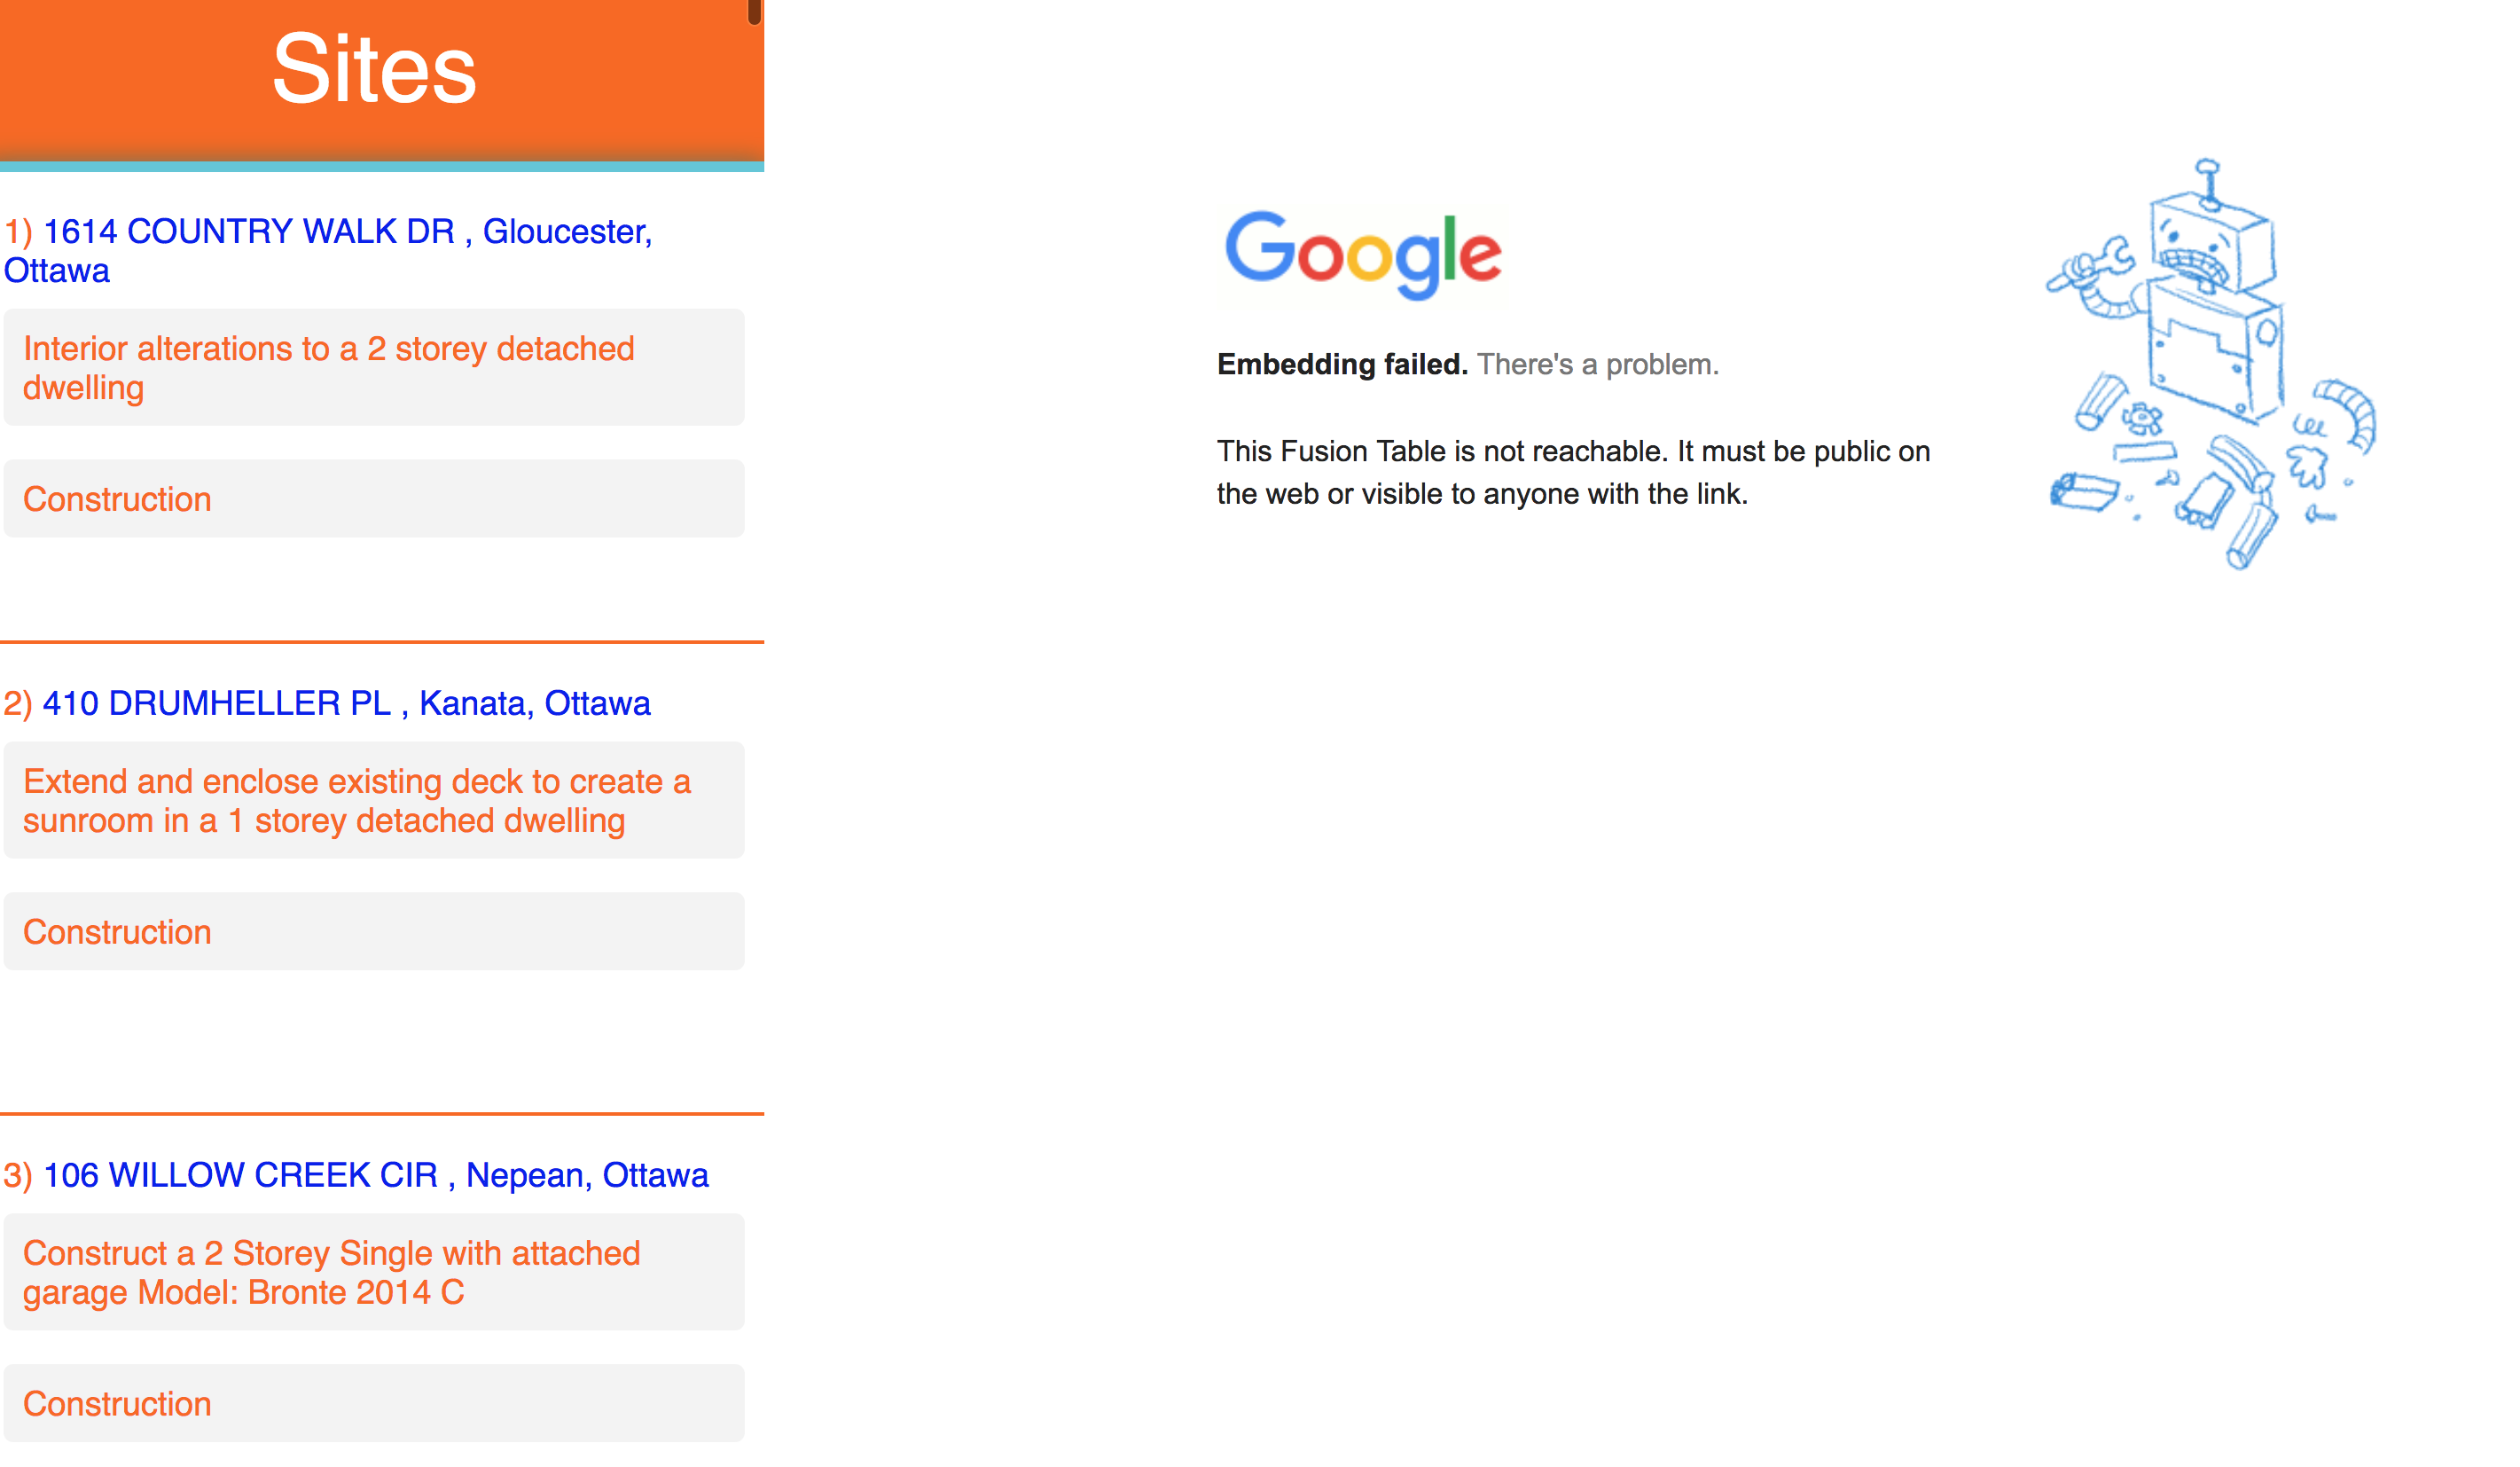 Sites
1) 1614 COUNTRY WALK DR , Gloucester,
Ottawa
Interior alterations to a 2 storey detached
dwelling
Construction
2) 410 DRUMHELLER PL , Kanata, Ottawa
Extend and enclose existing deck to create a
sunroom in a 1 storey detached dwelling
Construction
3) 106 WILLOW CREEK CIR , Nepean, Ottawa
Construct a 2 Storey Single with attached
garage Model: Bronte 2014 C
Construction
Google
Embedding failed. There's a problem.
This Fusion Table is not reachable. It must be public on
the web or visible to anyone with the link.